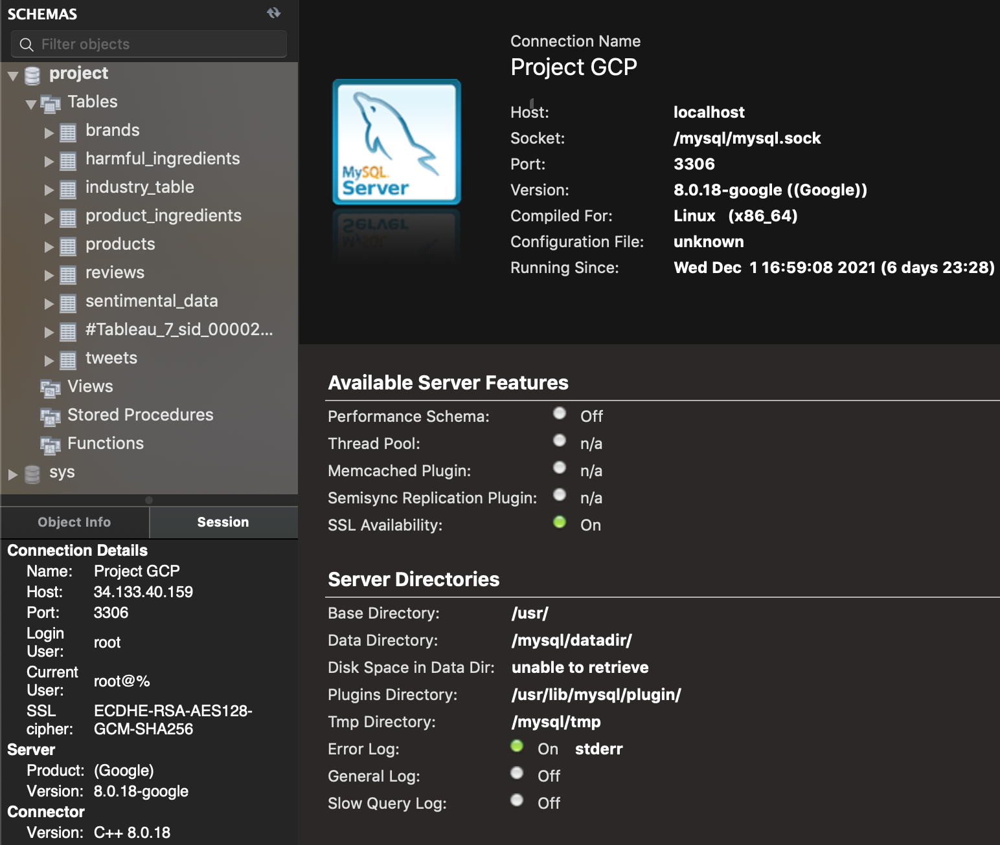 SCHEMAS
Filter objects
project
Tables
brands
harmful_ingredients
industry_table
product_ingredients
products
reviews
sentimental_data
#Tableau_7_sid_00002...
tweets
Views
Stored Procedures
Functions
sys
Object Info Session
Connection Details
Name: Project GCP
Host: 34.133.40.159
Port: 3306
Login
User: root
Current
User: root@%
SSL ECDHE-RSA-AES128-
cipher: GCM-SHA256
Server
Product: (Google)
Version: 8.0.18-google
Connector
Version: C++ 8.0.18
MySQL.
Server
Connection Name
Project GCP
Host: localhost
Socket: /mysql/mysql.sock
Port: 3306
Version: 8.0.18-google ((Google))
Compiled For: Linux (x86_64)
Configuration File: unknown
Running Since: Wed Dec 1 16:59:08 2021 (6 days 23:28)
Available Server Features
Performance Schema: Off
Thread Pool: n/a
Memcached Plugin: n/a
Semisync Replication Plugin: n/a
SSL Availability: On
Server Directories
Base Directory: /usr/
Data Directory: /mysql/datadir/
Disk Space in Data Dir: unable to retrieve
Plugins Directory: /usr/lib/mysql/plugin/
Tmp Directory: /mysql/tmp
Error Log: On stderr
General Log: Off
Slow Query Log: Off